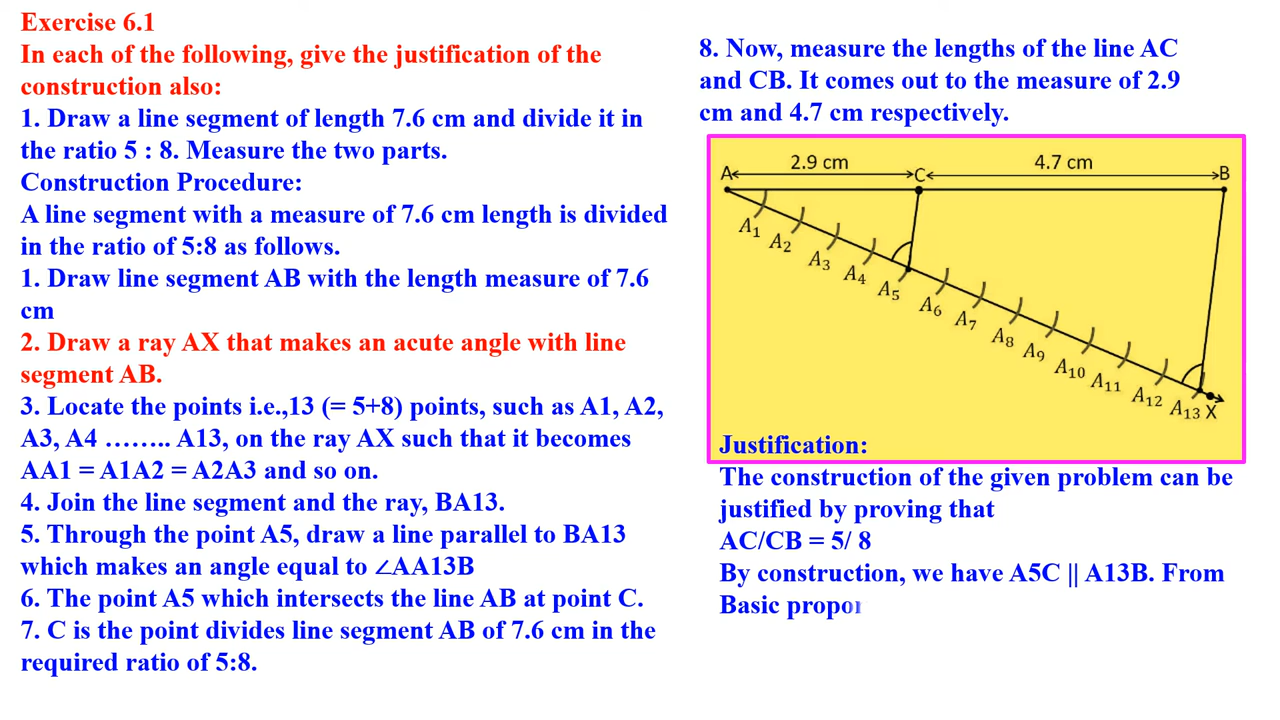 Exercise 6.1
In each of the following, give the justification of the
construction also:
1. Draw a line segment of length 7.6 cm and divide it in
the ratio 5 : 8. Measure the two parts.
Construction Procedure:
A line segment with a measure of 7.6 cm length is divided
in the ratio of 5:8 as follows.
1. Draw line segment AB with the length measure of 7.6
cm
2. Draw a ray AX that makes an acute angle with line
segment AB.
3. Locate the points i.e.,13 (= 5+8) points, such as A1, A2,
A3, A4 …….. A13, on the ray AX such that it becomes
AA1 = A1A2 = A2A3 and so on.
4. Join the line segment and the ray, BA13.
5. Through the point A5, draw a line parallel to BA13
which makes an angle equal to ∠AA13B
6. The point A5 which intersects the line AB at point C.
7. C is the point divides line segment AB of 7.6 cm in the
required ratio of 5:8.
8. Now, measure the lengths of the line AC
and CB. It comes out to the measure of 2.9
cm and 4.7 cm respectively.
2.9 cm 4.7 cm
A C B
A₁
A₂
A₃
A₄
A₅
A₆
A₇
A₈
A₉
A₁₀
A₁₁
A₁₂
A₁₃ X
Justification:
The construction of the given problem can be
justified by proving that
AC/CB = 5/ 8
By construction, we have A5C || A13B. From
Basic propo